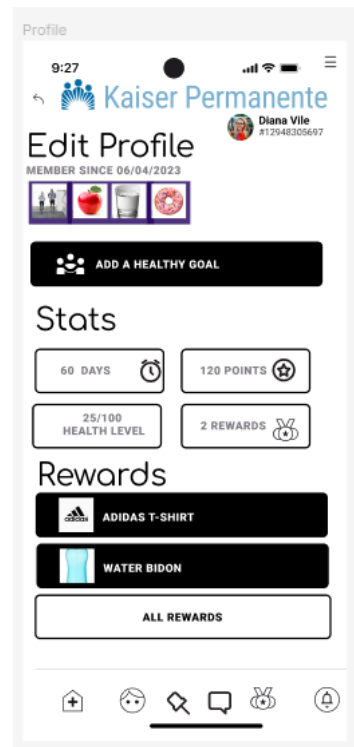 Profile
9:27
Kaiser Permanente
Diana Vile
#12948305697
Edit Profile
MEMBER SINCE 06/04/2023
ADD A HEALTHY GOAL
Stats
60 DAYS
120 POINTS
25/100
HEALTH LEVEL
2 REWARDS
Rewards
adidas
ADIDAS T-SHIRT
WATER BIDON
ALL REWARDS